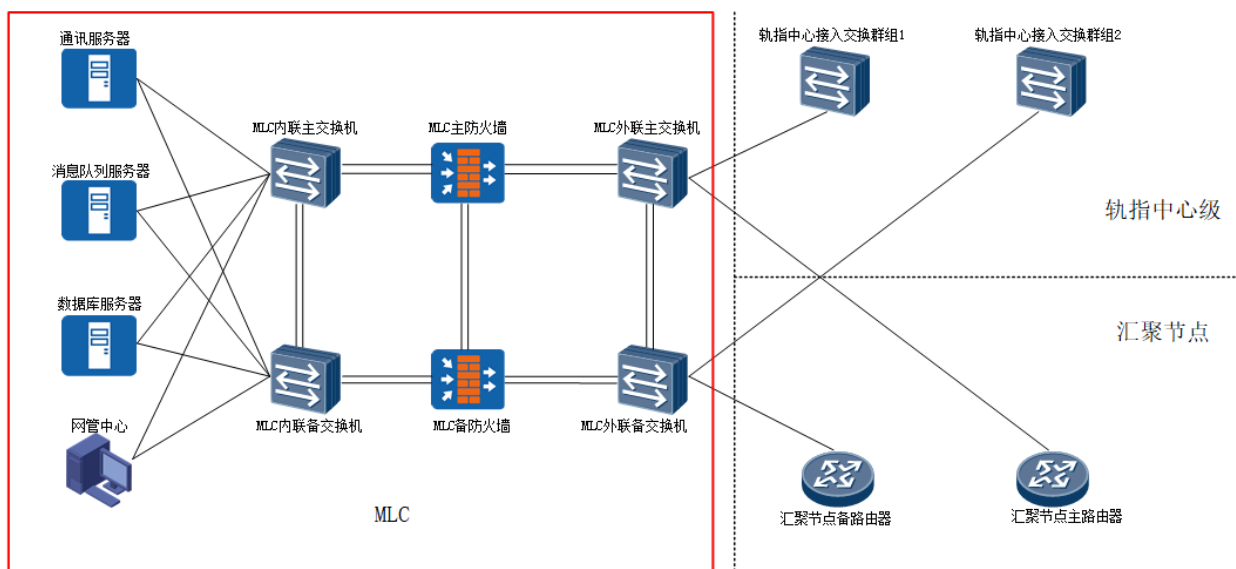 通讯服务器
轨指中心接入交换群组1
轨指中心接入交换群组2
MLC内联主交换机
MLC主防火墙
MLC外联主交换机
消息队列服务器
轨指中心级
数据库服务器
汇聚节点
网管中心
MLC内联备交换机
MLC备防火墙
MLC外联备交换机
MLC
汇聚节点备路由器
汇聚节点主路由器